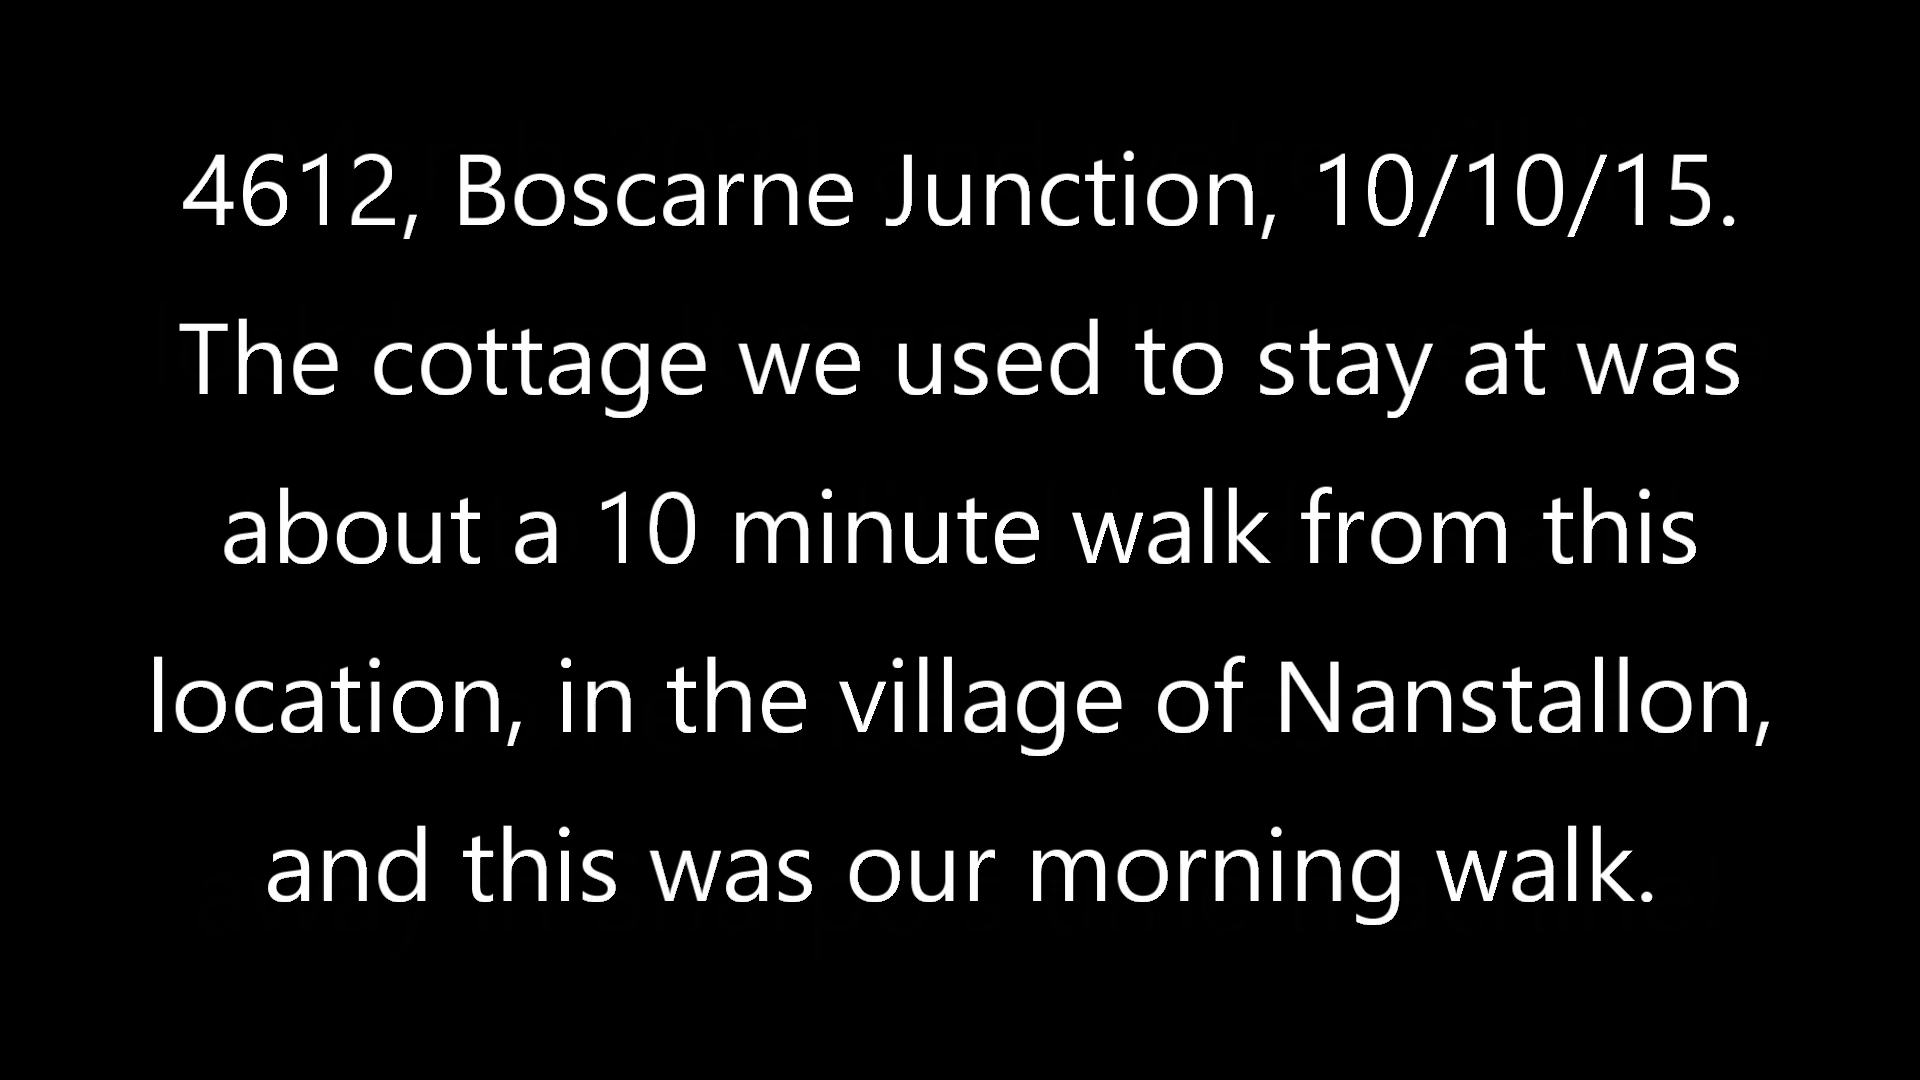 4612, Boscarne Junction, 10/10/15.
The cottage we used to stay at was
about a 10 minute walk from this
location, in the village of Nanstallon,
and this was our morning walk.